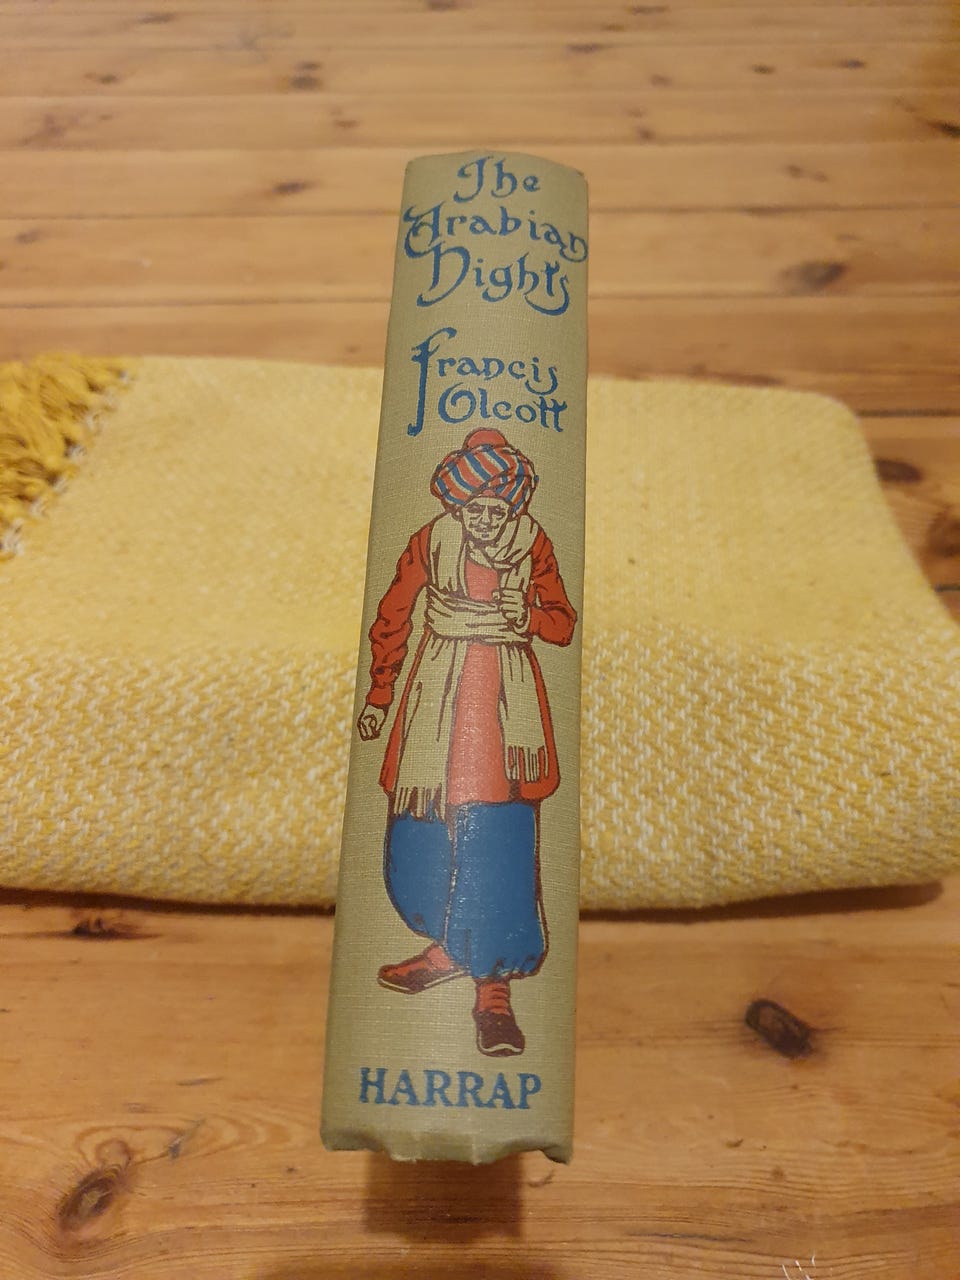 The
Arabian
Nights
Francis
Olcott
HARRAP